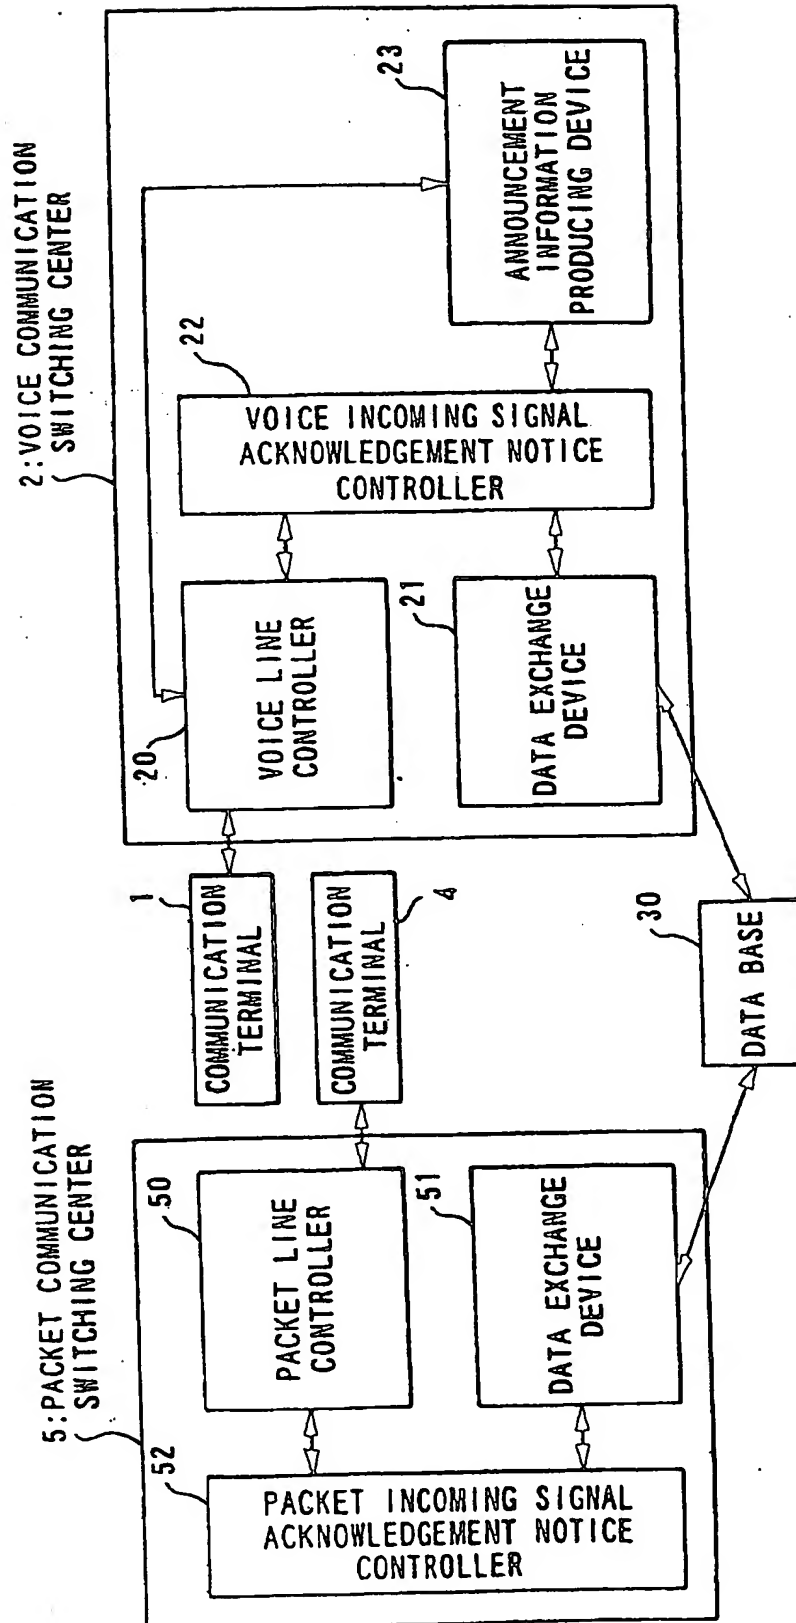 5:PACKET COMMUNICATION
SWITCHING CENTER
52
PACKET INCOMING SIGNAL
ACKNOWLEDGEMENT NOTICE
CONTROLLER
50
PACKET LINE
CONTROLLER
51
DATA EXCHANGE
DEVICE
1
COMMUNICATION
TERMINAL
4
COMMUNICATION
TERMINAL
30
DATA BASE
2:VOICE COMMUNICATION
SWITCHING CENTER
20
VOICE LINE
CONTROLLER
21
DATA EXCHANGE
DEVICE
22
VOICE INCOMING SIGNAL
ACKNOWLEDGEMENT NOTICE
CONTROLLER
23
ANNOUNCEMENT
INFORMATION
PRODUCING DEVICE